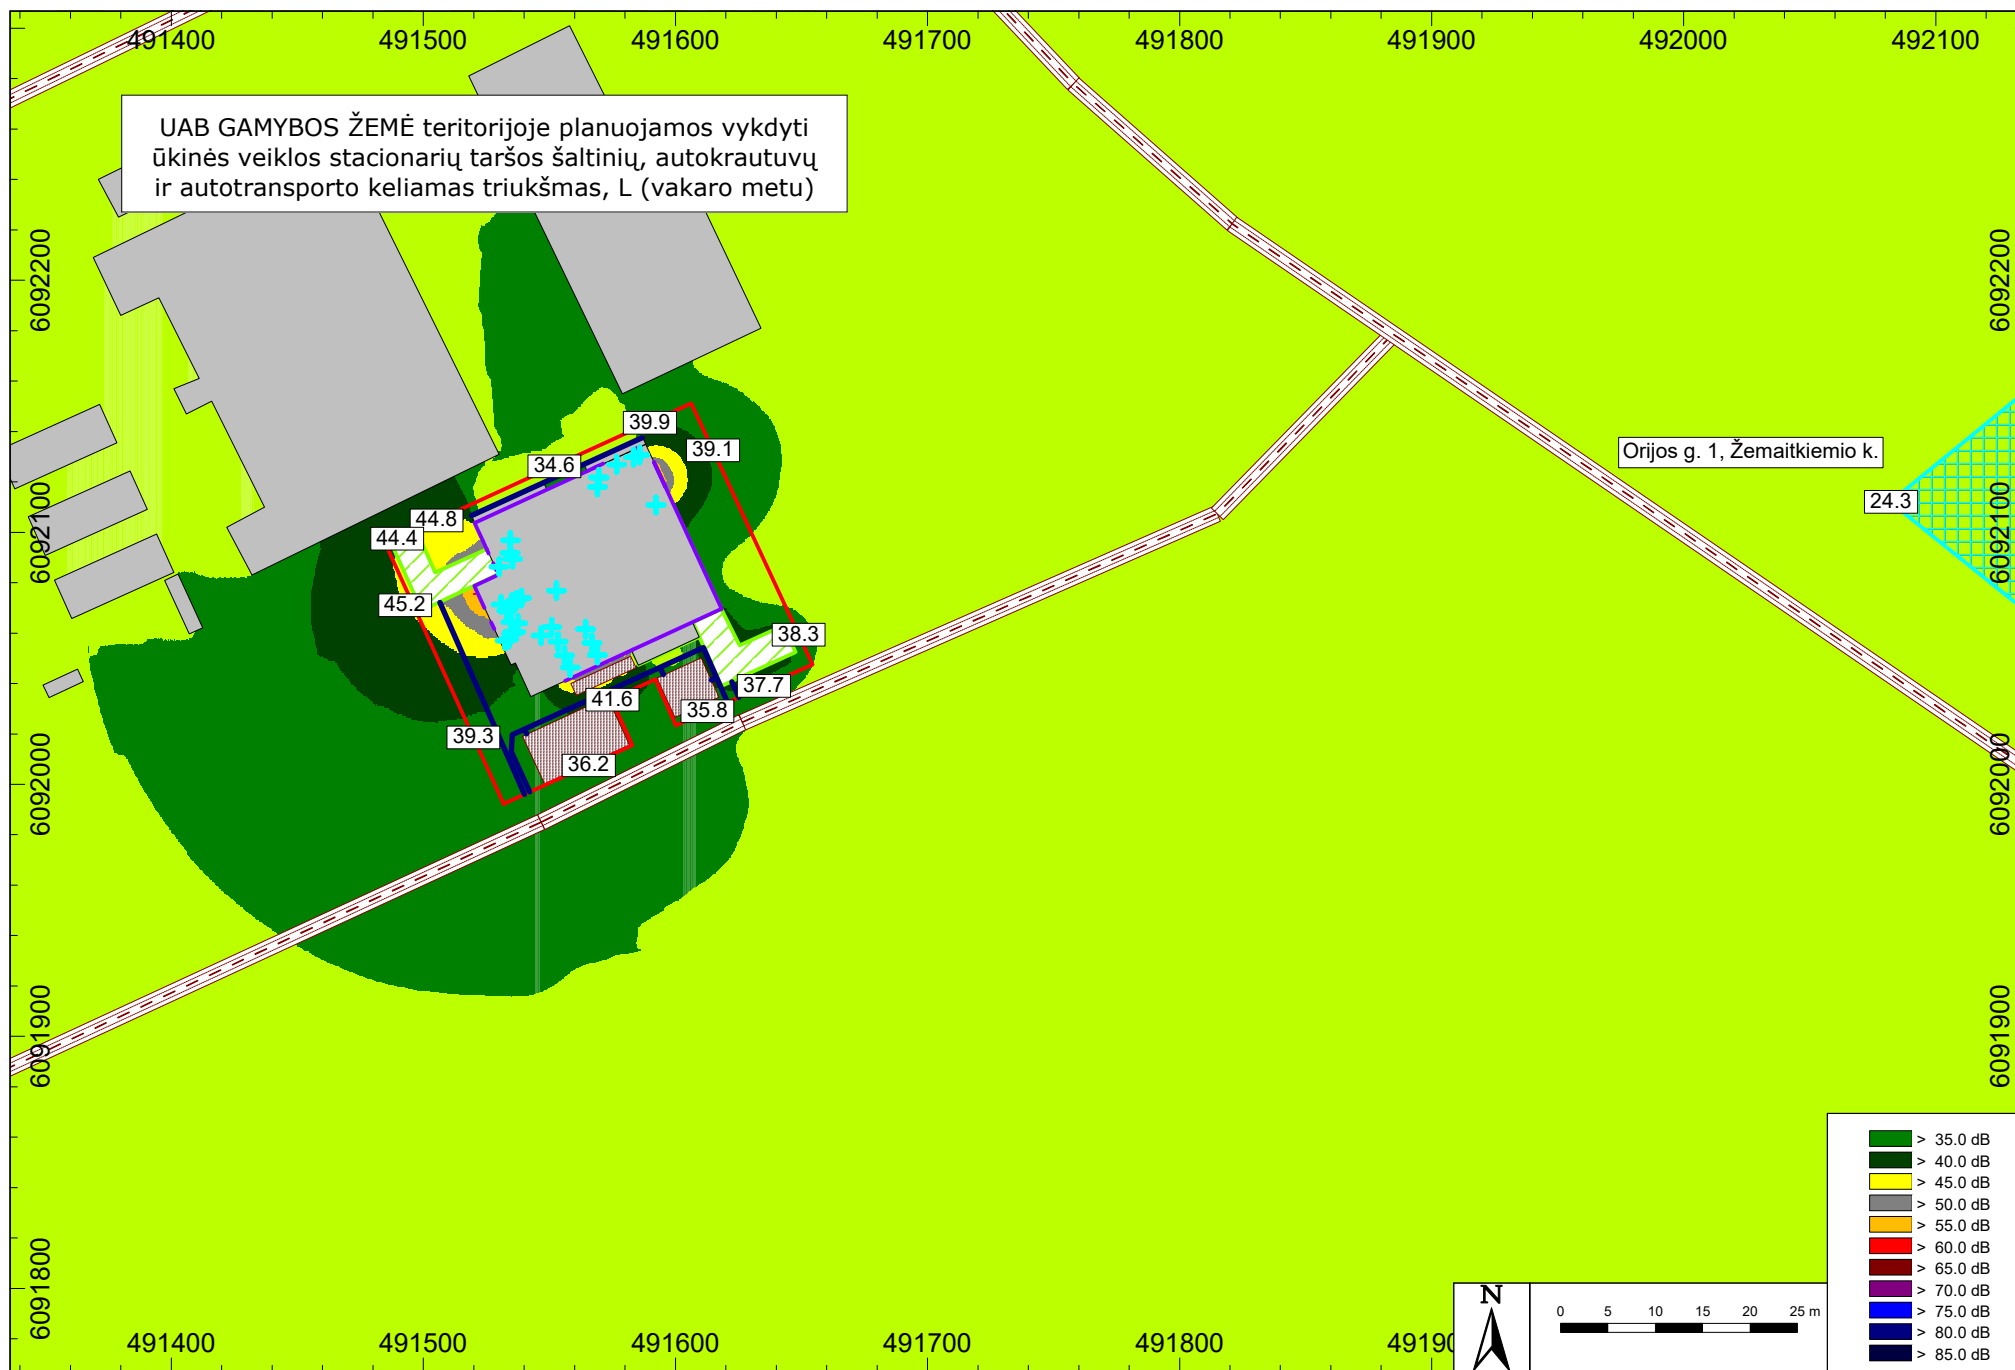 491400 491500 491600 491700 491800 491900 492000 492100
UAB GAMYBOS ŽEMĖ teritorijoje planuojamos vykdyti
ūkinės veiklos stacionarių taršos šaltinių, autokrautuvų
ir autotransporto keliamas triukšmas, L (vakaro metu)
6092200 6092200
39.9
39.1
34.6
Orijos g. 1, Žemaitkiemio k.
24.3
6092100 6092100
44.8
44.4
45.2
38.3
37.7
41.6
35.8
39.3
36.2
6092000 6092000
6091900 6091900
6091800
> 35.0 dB
> 40.0 dB
> 45.0 dB
> 50.0 dB
> 55.0 dB
> 60.0 dB
> 65.0 dB
> 70.0 dB
> 75.0 dB
> 80.0 dB
> 85.0 dB
N
0 5 10 15 20 25 m
491400 491500 491600 491700 491800 4919